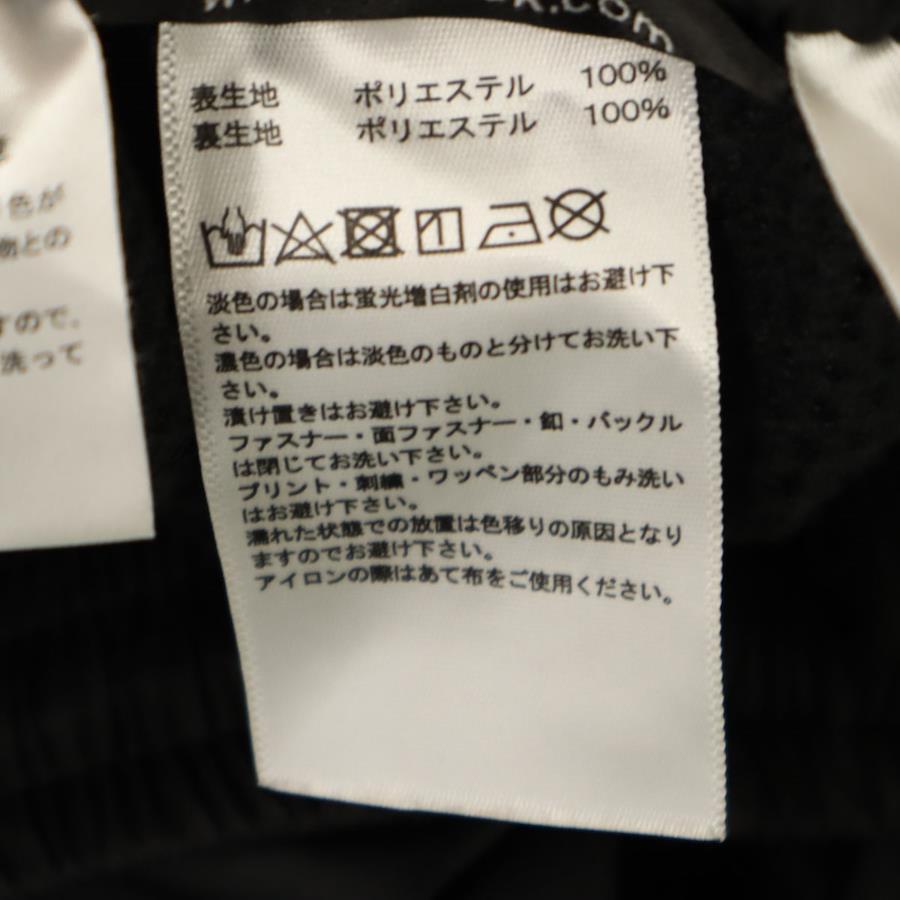 .com
表生地 ポリエステル 100%
裏生地 ポリエステル 100%
淡色の場合は蛍光増白剤の使用はお避け下
さい。
濃色の場合は淡色のものと分けてお洗い下
さい。
漬け置きはお避け下さい。
ファスナー・面ファスナー・釦・バックル
は閉じてお洗い下さい。
プリント・刺繍・ワッペン部分のもみ洗い
はお避け下さい。
濡れた状態での放置は色移りの原因となり
ますのでお避け下さい。
アイロンの際はあて布をご使用ください。
色が
物との
すので、
洗って